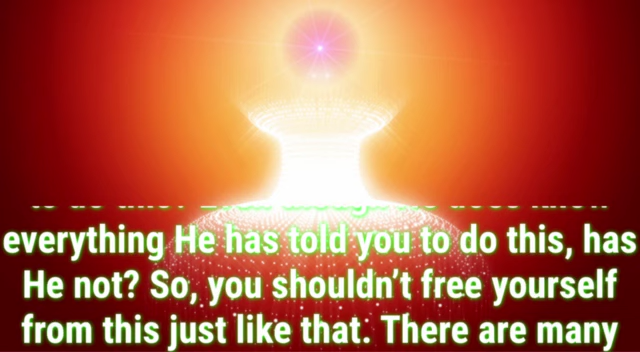 everything He has told you to do this, has
He not? So, you shouldn’t free yourself
from this just like that. There are many